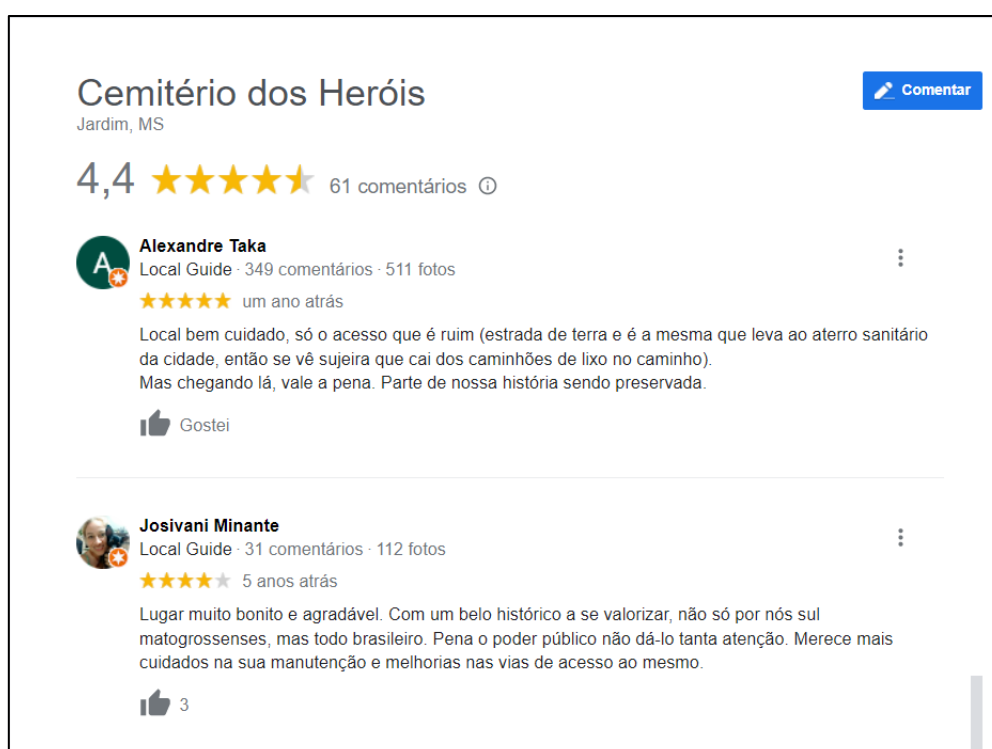 Cemitério dos Heróis
Comentar
Jardim, MS
4,4 61 comentários
A
Alexandre Taka
Local Guide · 349 comentários · 511 fotos
um ano atrás
Local bem cuidado, só o acesso que é ruim (estrada de terra e é a mesma que leva ao aterro sanitário
da cidade, então se vê sujeira que cai dos caminhões de lixo no caminho).
Mas chegando lá, vale a pena. Parte de nossa história sendo preservada.
Gostei
Josivani Minante
Local Guide · 31 comentários · 112 fotos
5 anos atrás
Lugar muito bonito e agradável. Com um belo histórico a se valorizar, não só por nós sul
matogrossenses, mas todo brasileiro. Pena o poder público não dá-lo tanta atenção. Merece mais
cuidados na sua manutenção e melhorias nas vias de acesso ao mesmo.
3